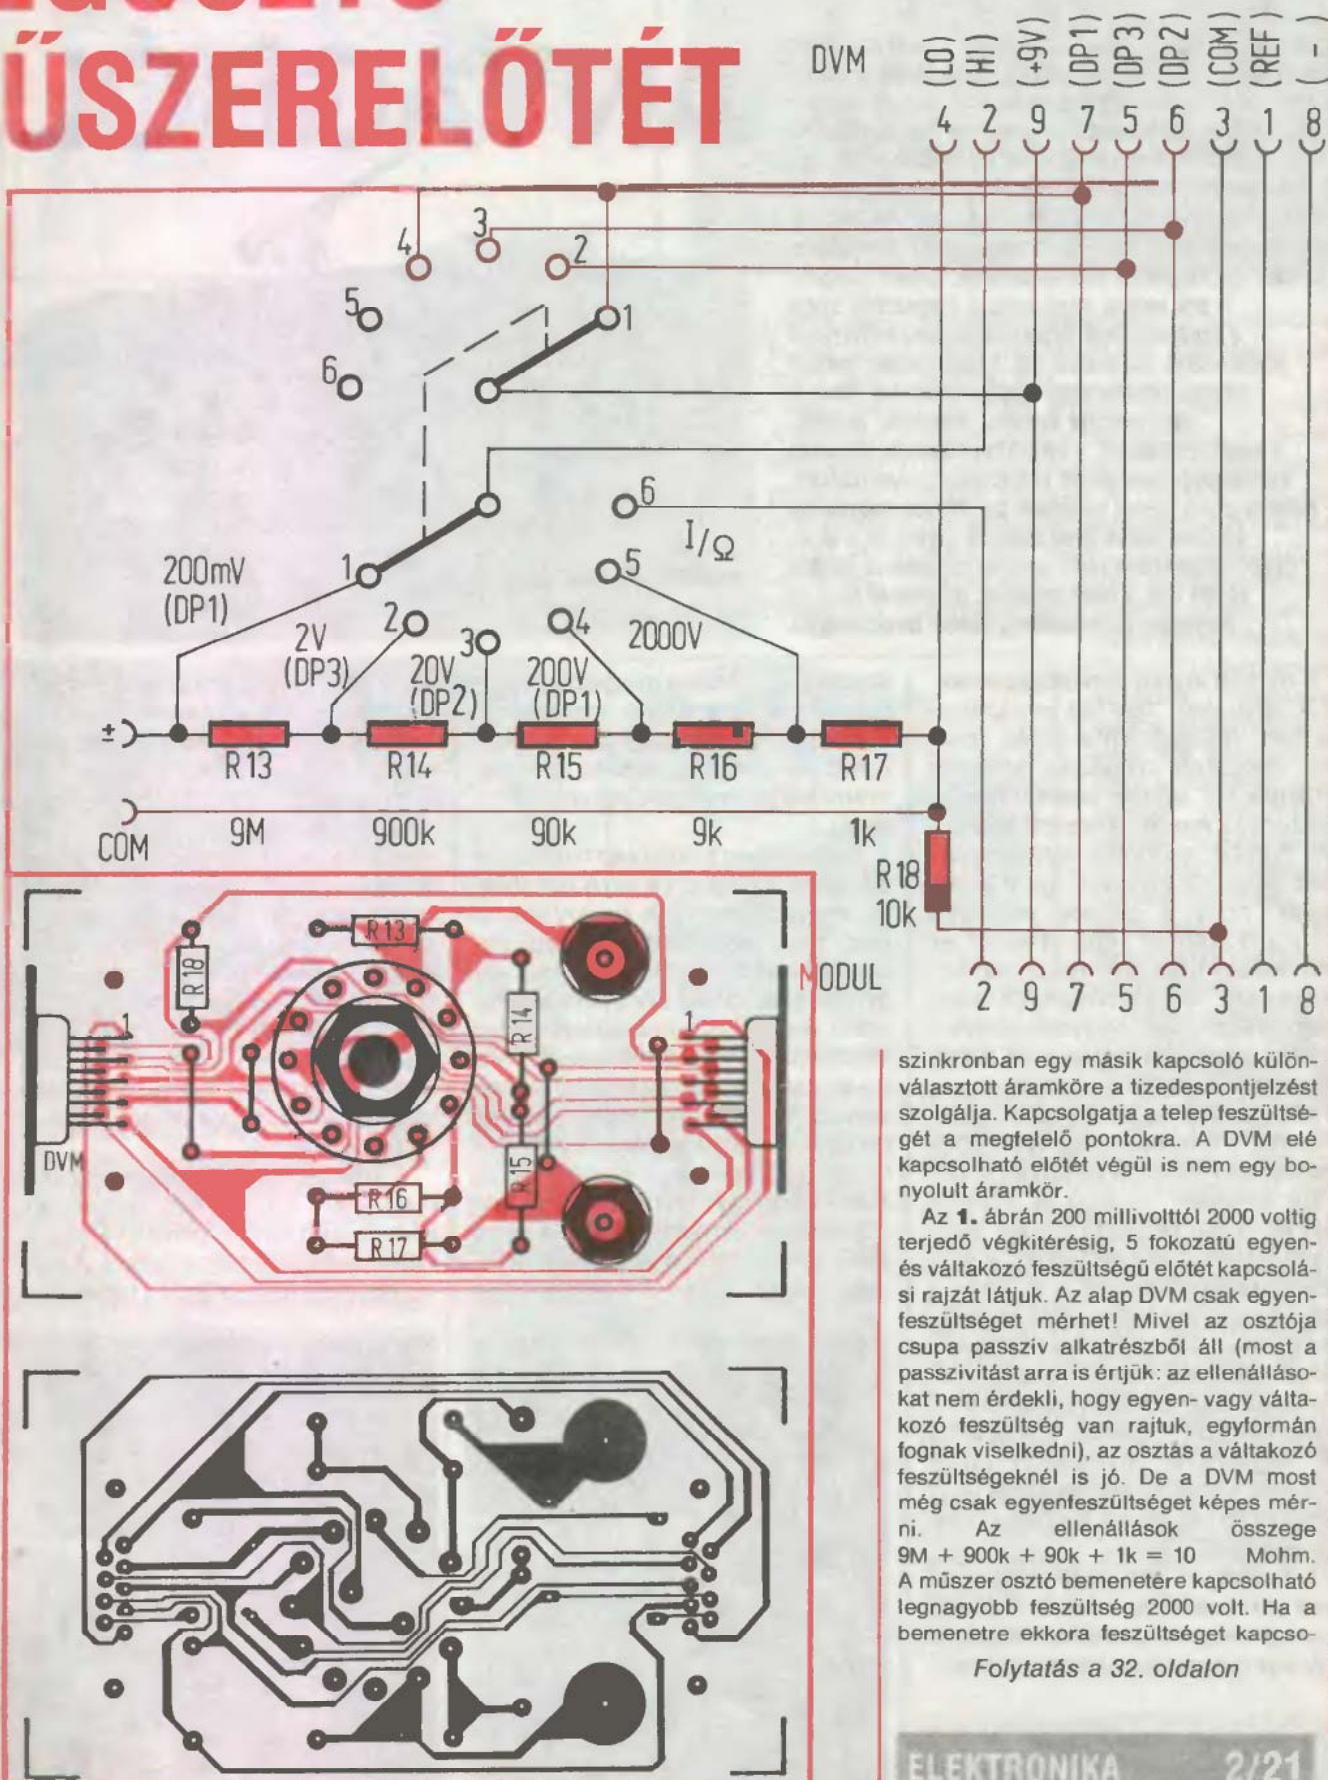 ŰSZERELŐTÉT
DVM
(LO) (HI) (+9V) (DP1) (DP3) (DP2) (COM) (REF) ( - )
4 2 9 7 5 6 3 1 8
3
4 2
5 1
6
6
I/Ω
200mV 1 5
(DP1)
2 4
2V 3 2000V
(DP3) 20V 200V
(DP2) (DP1)
±
R13 R14 R15 R16 R17
COM 9M 900k 90k 9k 1k
R18
10k
MODUL
2 9 7 5 6 3 1 8
R13
R18
1 R14 1
DVM
R15
R16
R17
szinkronban egy másik kapcsoló külön-
választott áramköre a tizedespontjelzést
szolgálja. Kapcsolgatja a telep feszültsé-
gét a megfelelő pontokra. A DVM elé
kapcsolható előtét végül is nem egy bo-
nyolult áramkör.
Az 1. ábrán 200 millivolttól 2000 voltig
terjedő végkitérésig, 5 fokozatú egyen-
és váltakozó feszültségű előtét kapcsolá-
si rajzát látjuk. Az alap DVM csak egyen-
feszültséget mérhet! Mivel az osztója
csupa passzív alkatrészből áll (most a
passzivitást arra is értjük: az ellenálláso-
kat nem érdekli, hogy egyen- vagy válta-
kozó feszültség van rajtuk, egyformán
fognak viselkedni), az osztás a váltakozó
feszültségeknél is jó. De a DVM most
még csak egyenfeszültséget képes mér-
ni. Az ellenállások összege
9M + 900k + 90k + 1k = 10 Mohm.
A műszer osztó bemenetére kapcsolható
legnagyobb feszültség 2000 volt. Ha a
bemenetre ekkora feszültséget kapcso-
Folytatás a 32. oldalon
ELEKTRONIKA 2/21